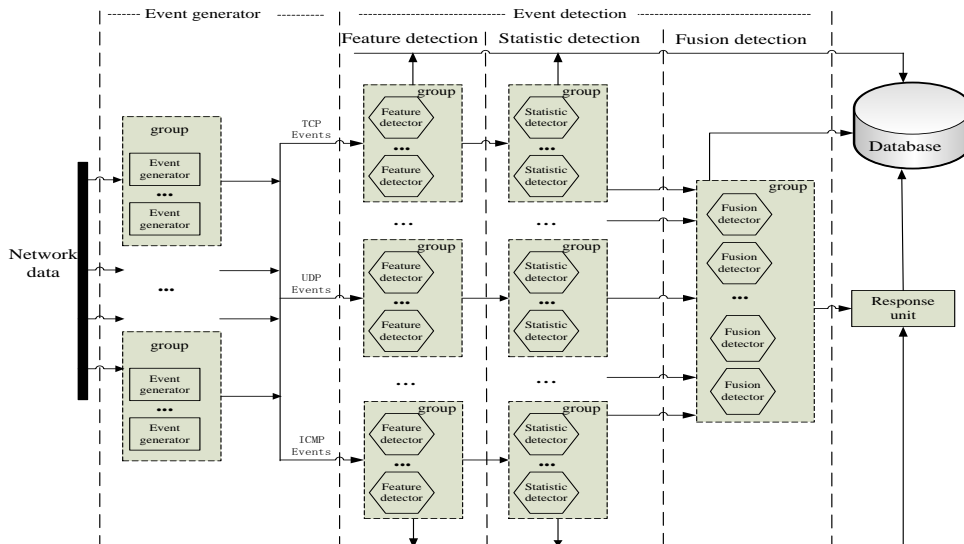 Event generator
Event detection
Feature detection
Statistic detection
Fusion detection
group
Event
generator
...
Event
generator
Network
data
...
group
Event
generator
...
Event
generator
TCP
Events
UDP
Events
ICMP
Events
group
Feature
detector
...
Feature
detector
...
group
Feature
detector
...
Feature
detector
...
group
Feature
detector
...
Feature
detector
group
Statistic
detector
...
Statistic
detector
...
group
Statistic
detector
...
Statistic
detector
...
group
Statistic
detector
...
Statistic
detector
group
Fusion
detector
Fusion
detector
...
Fusion
detector
Fusion
detector
Database
Response
unit